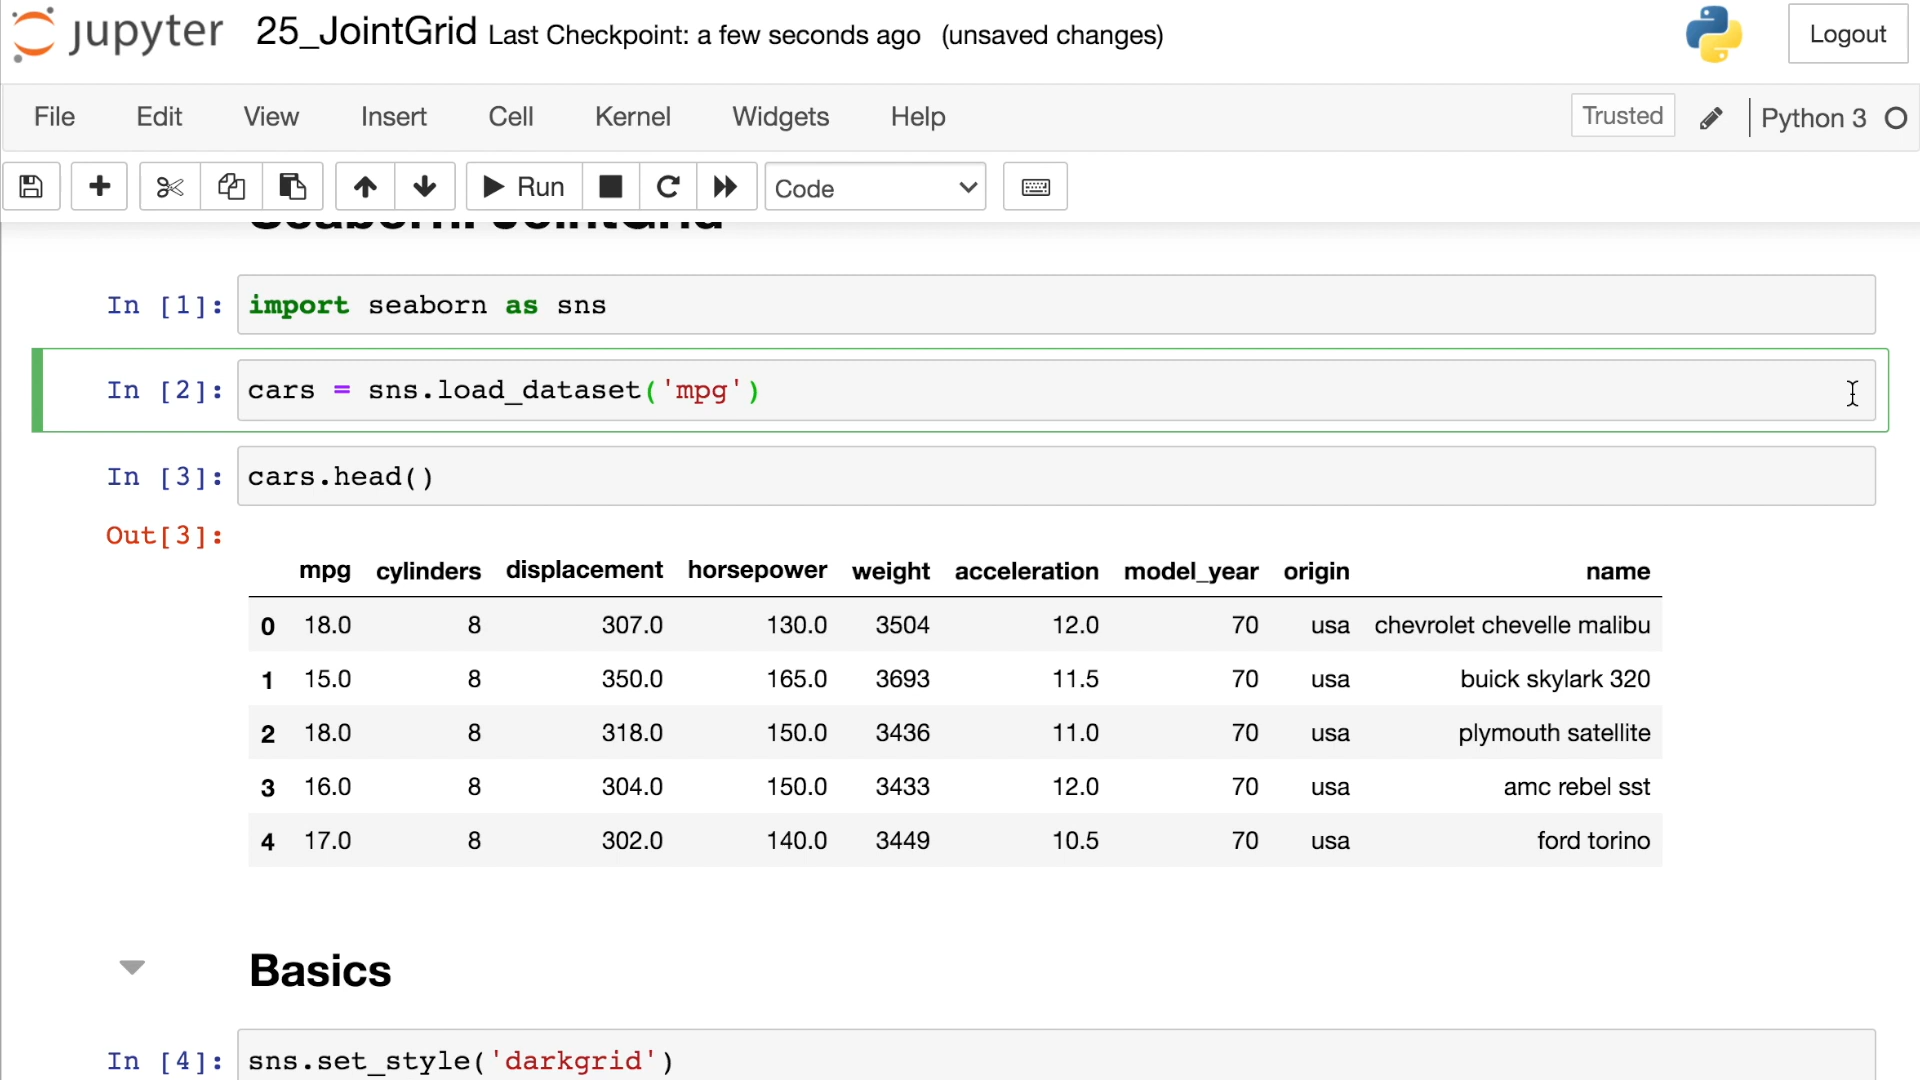 jupyter 25_JointGrid Last Checkpoint: a few seconds ago (unsaved changes) Logout
File Edit View Insert Cell Kernel Widgets Help Trusted Python 3
Run Code
Seaborn: JointGrid
In [1]: import seaborn as sns
In [2]: cars = sns.load_dataset('mpg')
In [3]: cars.head()
Out[3]:
mpg cylinders displacement horsepower weight acceleration model_year origin name
0 18.0 8 307.0 130.0 3504 12.0 70 usa chevrolet chevelle malibu
1 15.0 8 350.0 165.0 3693 11.5 70 usa buick skylark 320
2 18.0 8 318.0 150.0 3436 11.0 70 usa plymouth satellite
3 16.0 8 304.0 150.0 3433 12.0 70 usa amc rebel sst
4 17.0 8 302.0 140.0 3449 10.5 70 usa ford torino
Basics
In [4]: sns.set_style('darkgrid')